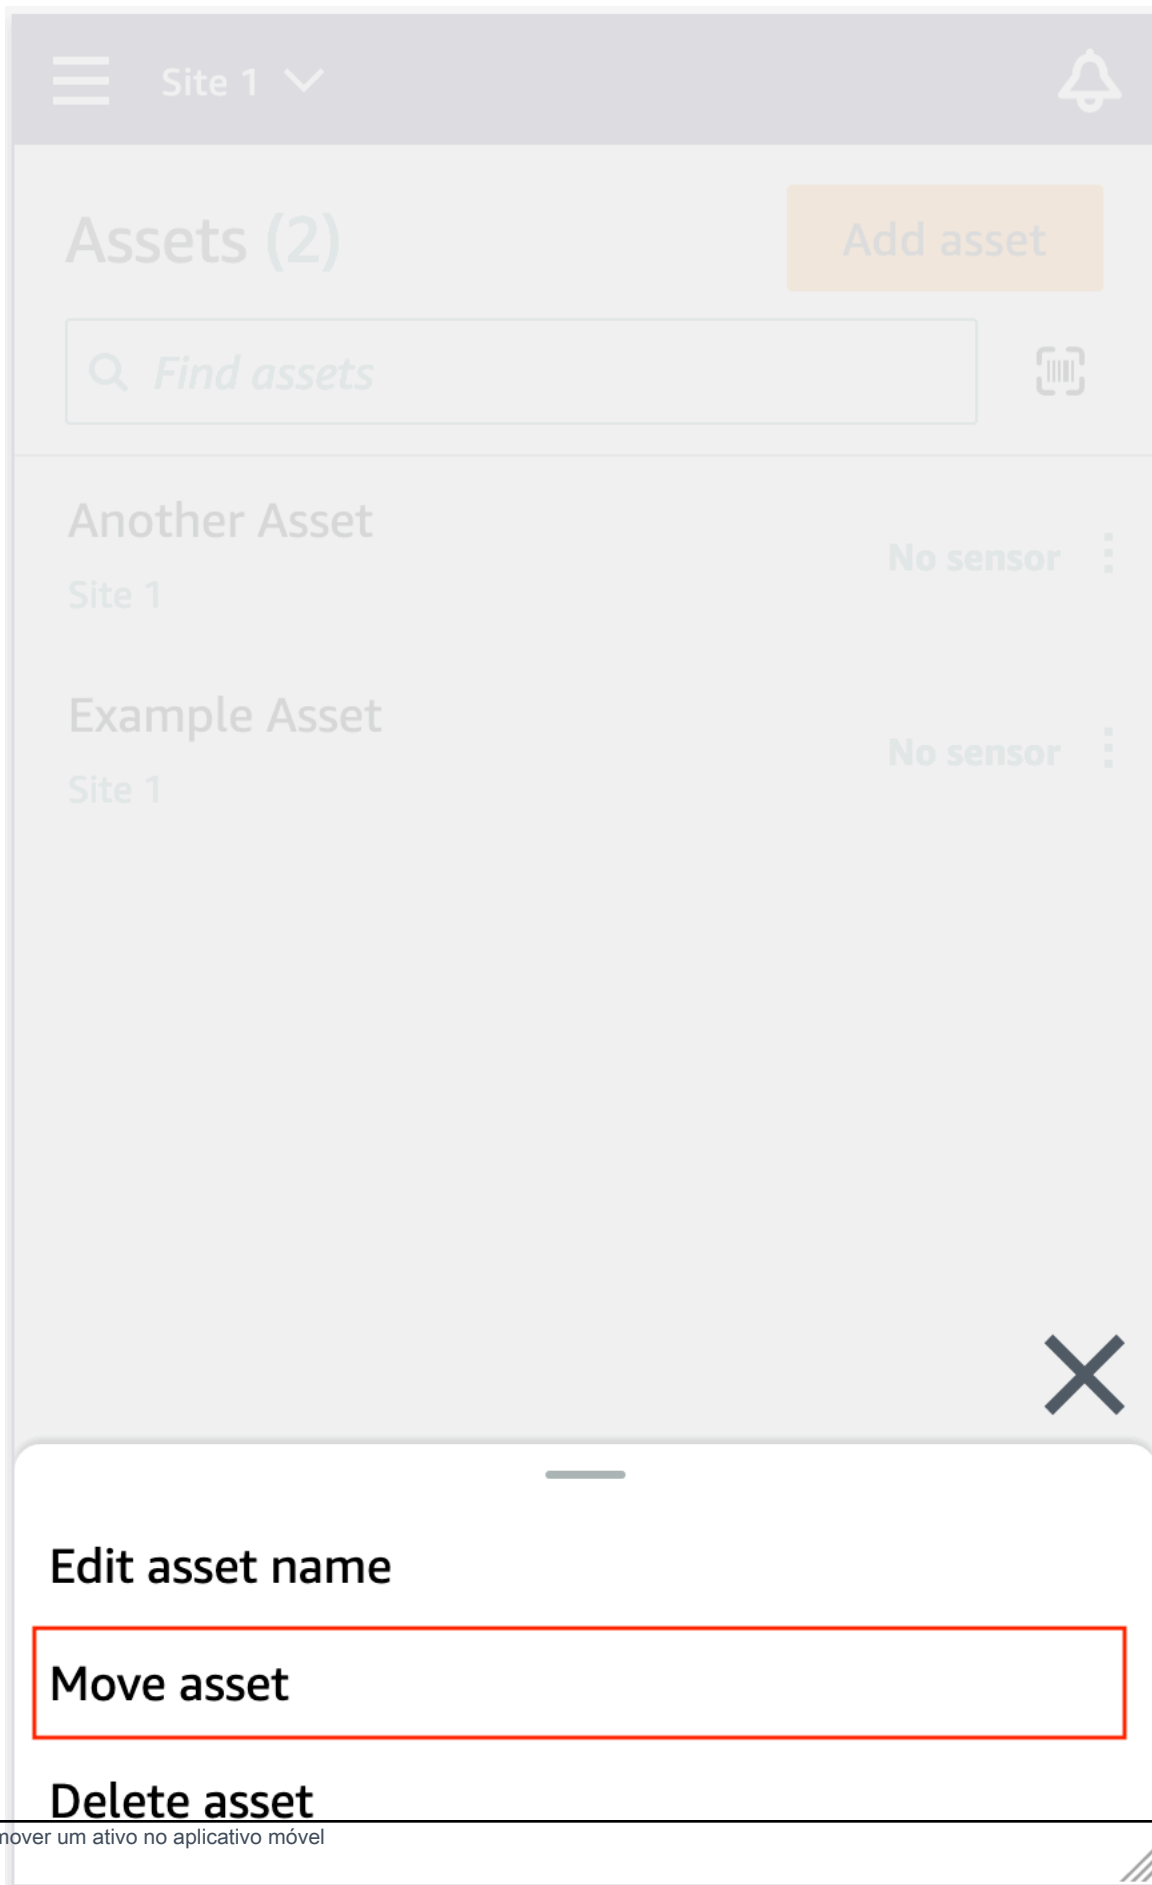 Site 1
Assets (2)
Add asset
Find assets
Another Asset
Site 1
No sensor
Example Asset
Site 1
No sensor
Edit asset name
Move asset
Delete asset
um ativo no aplicativo móvel